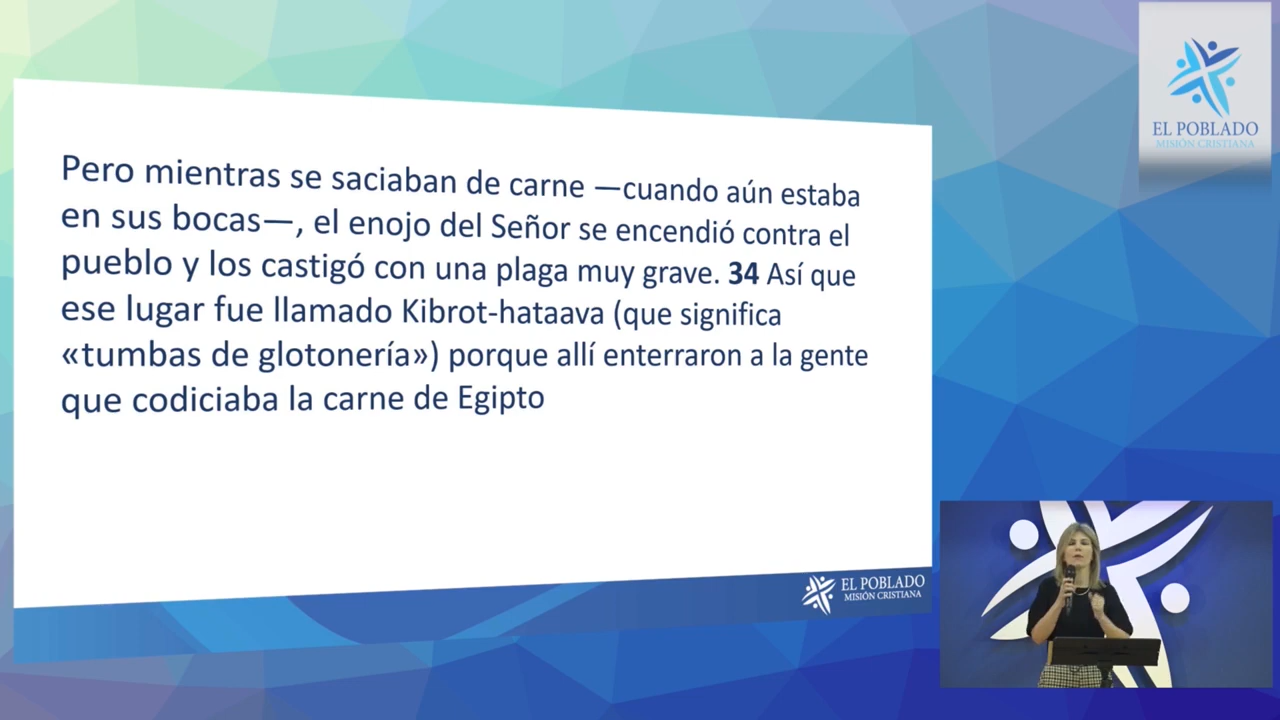 Pero mientras se saciaban de carne —cuando aún estaba
en sus bocas—, el enojo del Señor se encendió contra el
pueblo y los castigó con una plaga muy grave. 34 Así que
ese lugar fue llamado Kibrot-hataava (que significa
«tumbas de glotonería») porque allí enterraron a la gente
que codiciaba la carne de Egipto
EL POBLADO
MISIÓN CRISTIANA
EL POBLADO
MISIÓN CRISTIANA